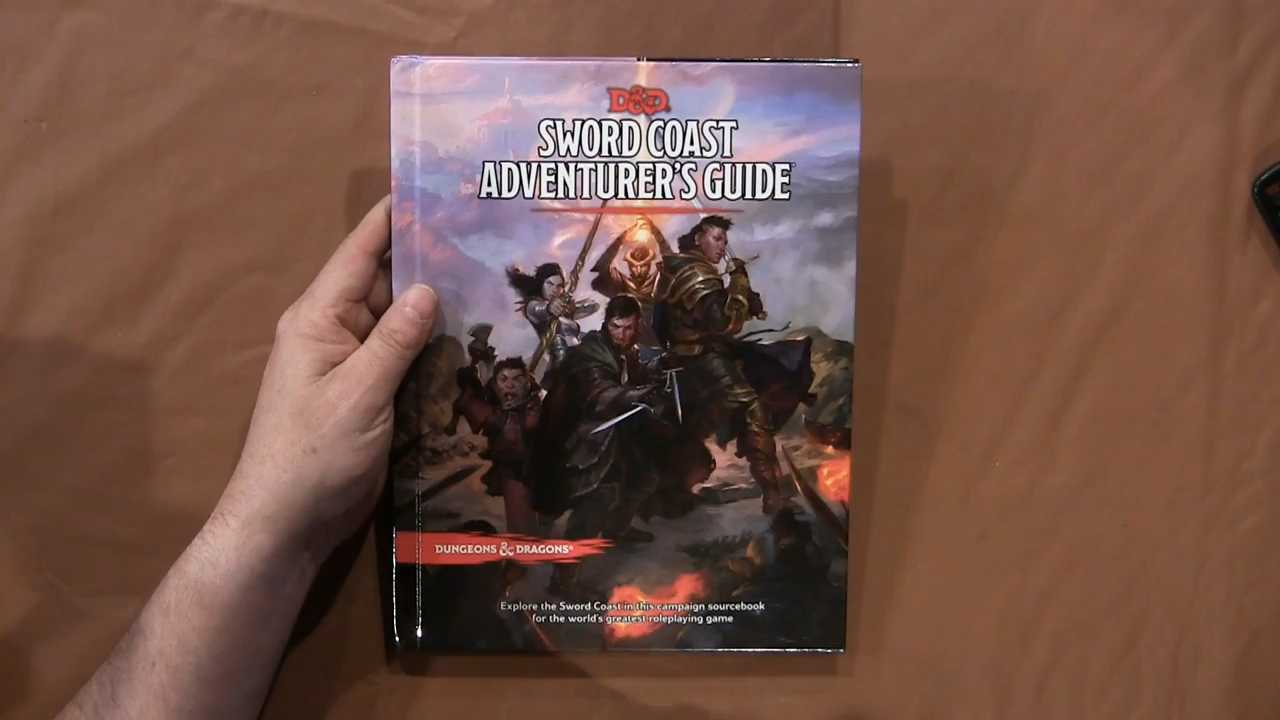 D&D®
SWORD COAST
ADVENTURER'S GUIDE™
DUNGEONS & DRAGONS®
Explore the Sword Coast in this campaign sourcebook
for the world's greatest roleplaying game